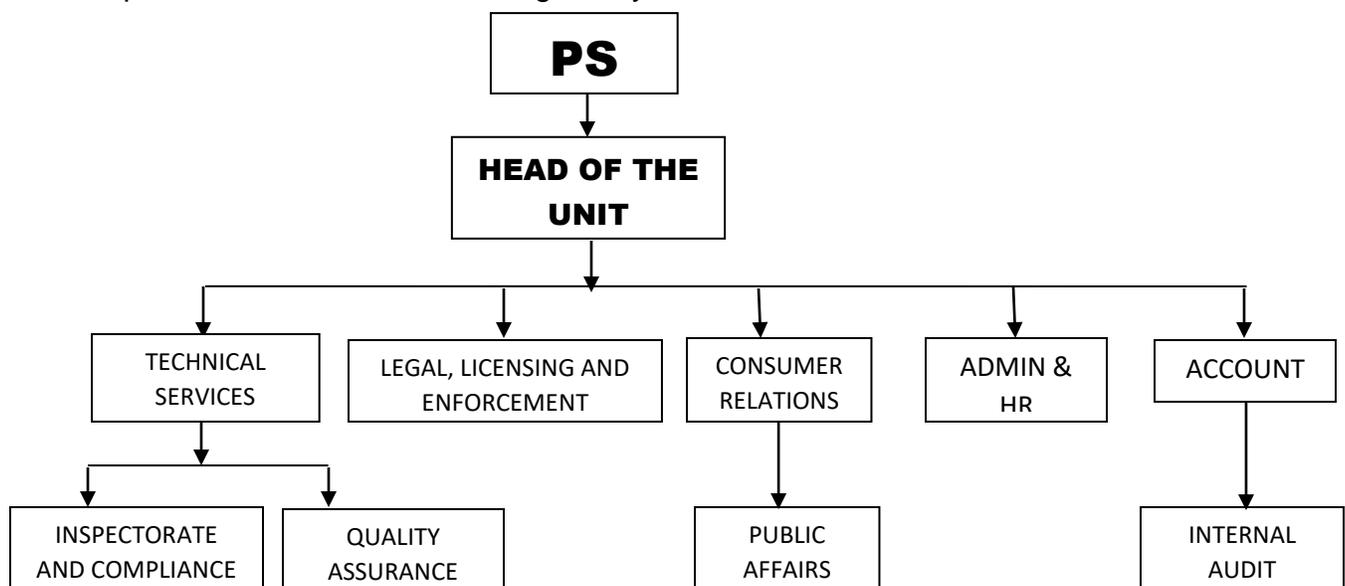 PS
HEAD OF THE
UNIT
TECHNICAL
SERVICES
LEGAL, LICENSING AND
ENFORCEMENT
CONSUMER
RELATIONS
ADMIN &
HR
ACCOUNT
INSPECTORATE
AND COMPLIANCE
QUALITY
ASSURANCE
PUBLIC
AFFAIRS
INTERNAL
AUDIT